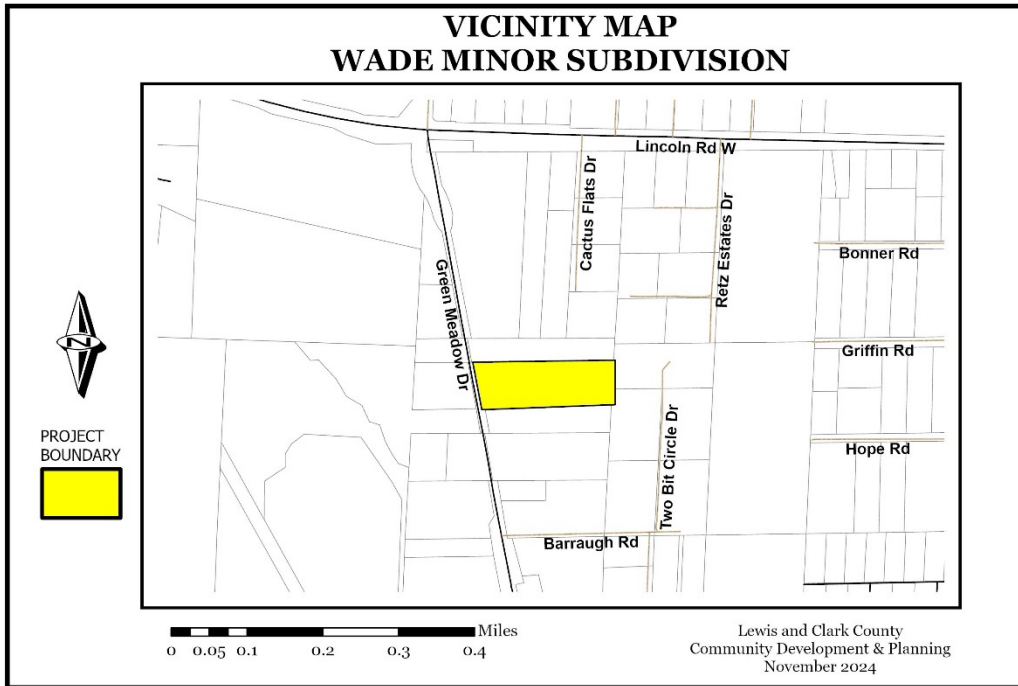 VICINITY MAP
WADE MINOR SUBDIVISION
Lincoln Rd W
Cactus Flats Dr
Retz Estates Dr
Bonner Rd
Green Meadow Dr
Griffin Rd
N
Two Bit Circle Dr
Hope Rd
PROJECT
BOUNDARY
Barraugh Rd
Miles
0 0.05 0.1 0.2 0.3 0.4
Lewis and Clark County
Community Development & Planning
November 2024